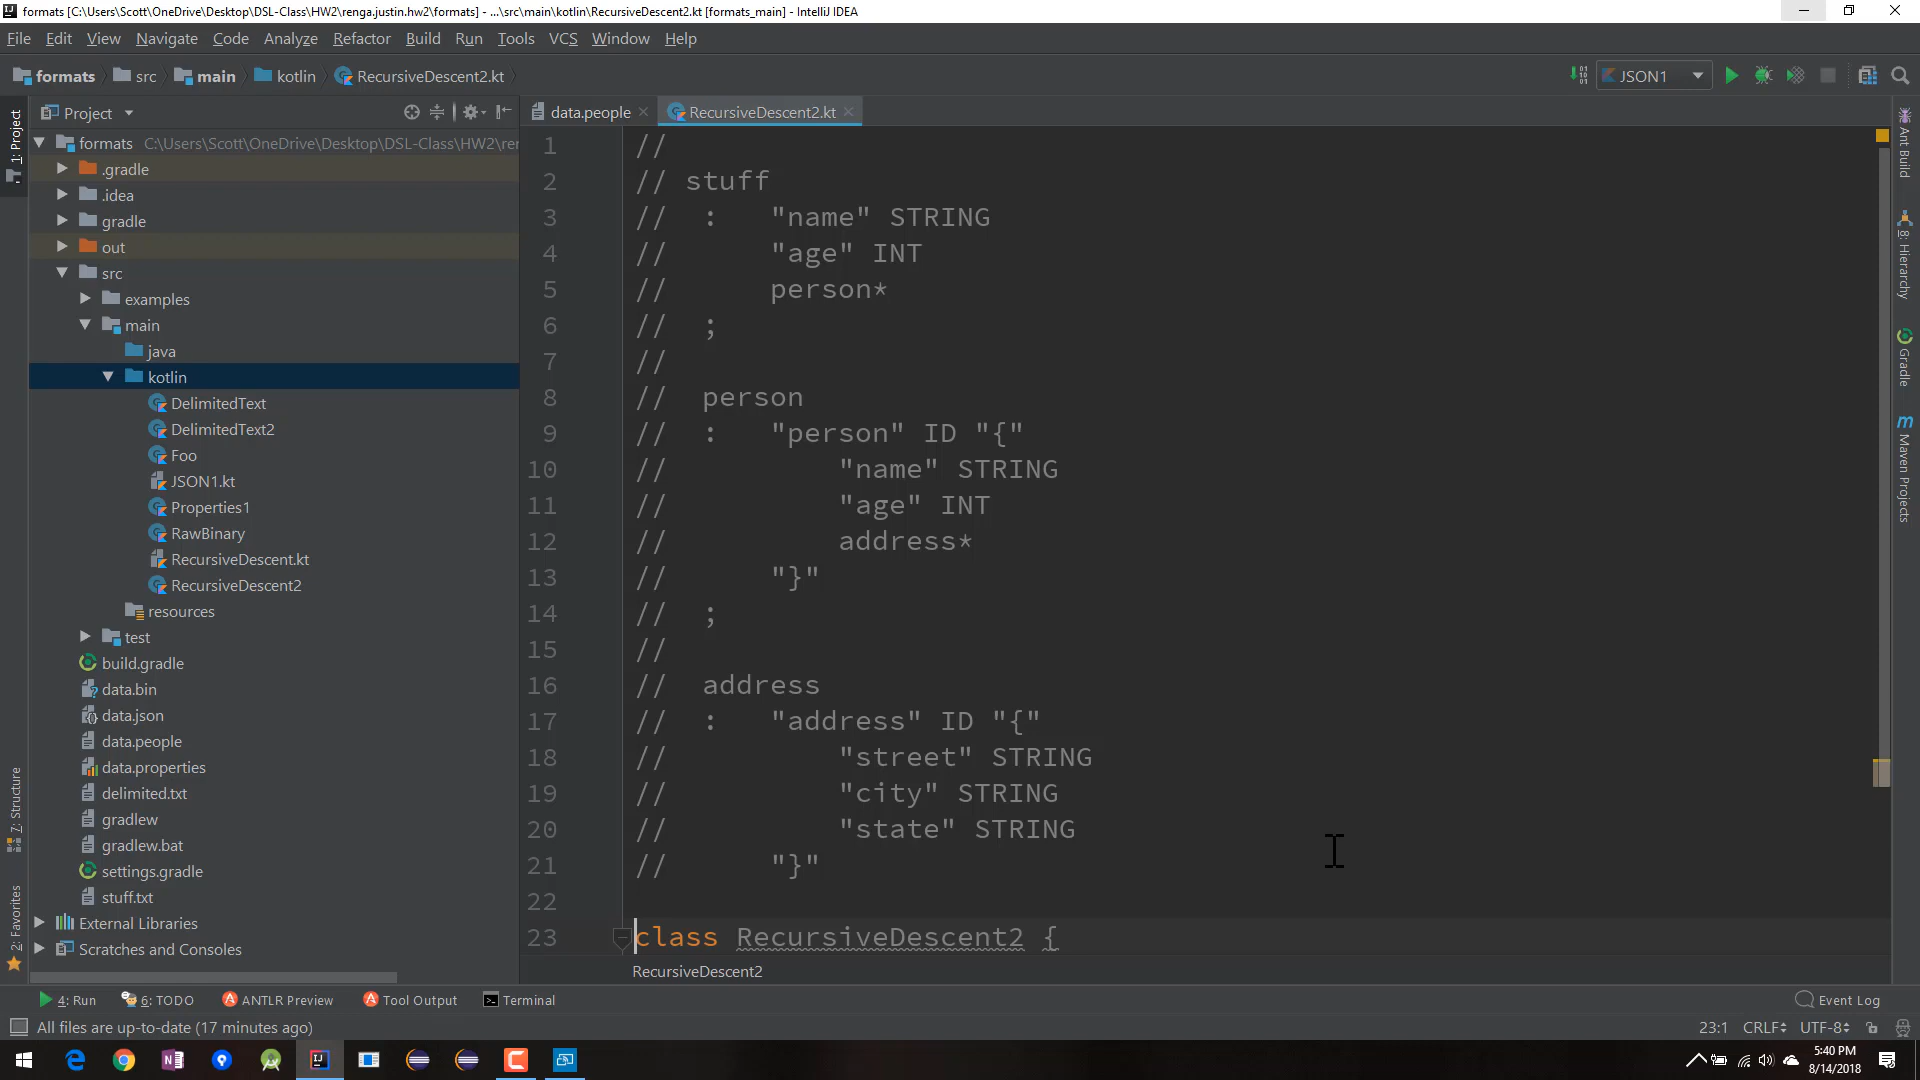 formats [C:\Users\Scott\OneDrive\Desktop\DSL-Class\HW2\renga.justin.hw2\formats] - ...\src\main\kotlin\RecursiveDescent2.kt [formats_main] - IntelliJ IDEA
File Edit View Navigate Code Analyze Refactor Build Run Tools VCS Window Help
formats src main kotlin RecursiveDescent2.kt JSON1
Project data.people RecursiveDescent2.kt
1: Project
7: Structure
2: Favorites
formats C:\Users\Scott\OneDrive\Desktop\DSL-Class\HW2\rer
.gradle
.idea
gradle
out
src
examples
main
java
kotlin
DelimitedText
DelimitedText2
Foo
JSON1.kt
Properties1
RawBinary
RecursiveDescent.kt
RecursiveDescent2
resources
test
build.gradle
data.bin
data.json
data.people
data.properties
delimited.txt
gradlew
gradlew.bat
settings.gradle
stuff.txt
External Libraries
Scratches and Consoles
1 //
2 // stuff
3 // : "name" STRING
4 // "age" INT
5 // person*
6 // ;
7 //
8 // person
9 // : "person" ID "{"
10 // "name" STRING
11 // "age" INT
12 // address*
13 // "}"
14 // ;
15 //
16 // address
17 // : "address" ID "{"
18 // "street" STRING
19 // "city" STRING
20 // "state" STRING
21 // "}"
22
23 class RecursiveDescent2 {
RecursiveDescent2
Ant Build
8: Hierarchy
Gradle
Maven Projects
4: Run 6: TODO ANTLR Preview Tool Output Terminal Event Log
All files are up-to-date (17 minutes ago) 23:1 CRLF UTF-8
5:40 PM
8/14/2018